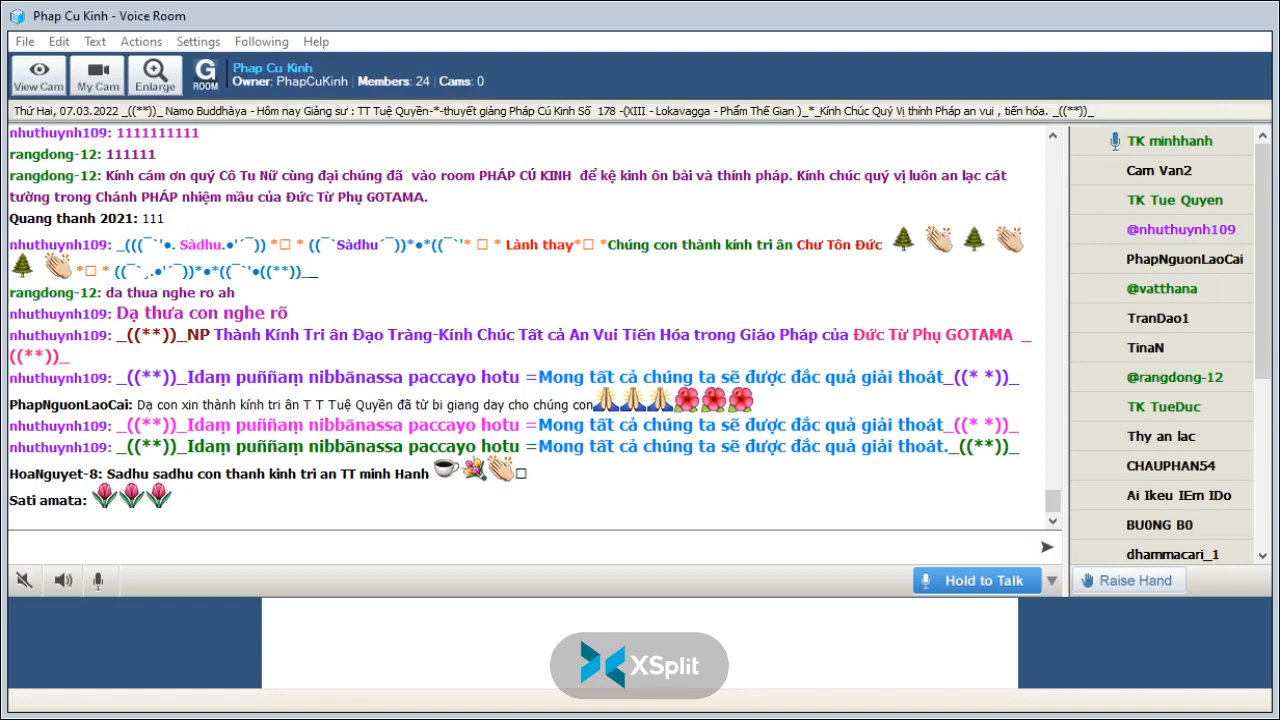 Phap Cu Kinh - Voice Room
File Edit Text Actions Settings Following Help
View Cam My Cam Enlarge G ROOM
Phap Cu Kinh
Owner: PhapCuKinh | Members: 24 | Cams: 0
Thứ Hai, 07.03.2022 _((**))_ Namo Buddhàya - Hôm nay Giảng sư : TT Tuệ Quyền-*-thuyết giảng Pháp Cú Kinh Số 178 -(XIII - Lokavagga - Phẩm Thế Gian )_*_Kính Chúc Quý Vị thính Pháp an vui , tiến hóa. _((**))_
nhuthuynh109: 1111111111
rangdong-12: 111111
rangdong-12: Kính cám ơn quý Cô Tu Nữ cùng đại chúng đã vào room PHÁP CÚ KINH để kệ kinh ôn bài và thính pháp. Kính chúc quý vị luôn an lạc cát
tường trong Chánh PHÁP nhiệm mầu của Đức Từ Phụ GOTAMA.
Quang thanh 2021: 111
nhuthuynh109: _(((¯`'●. Sàdhu.●'´¯)) *□ * ((¯`Sàdhu´¯))*●*((¯`'* □ * Lành thay*□ *Chúng con thành kính tri ân Chư Tôn Đức 🌲 👏 🌲 👏
🌲 👏 *□ * ((¯`¸.●'´¯))*●*((¯`'●((**))__
rangdong-12: da thua nghe ro ah
nhuthuynh109: Dạ thưa con nghe rõ
nhuthuynh109: _((**))_NP Thành Kính Tri ân Đạo Tràng-Kính Chúc Tất cả An Vui Tiến Hóa trong Giáo Pháp của Đức Từ Phụ GOTAMA _
((**))_
nhuthuynh109: _((**))_Idaṃ puññaṃ nibbānassa paccayo hotu =Mong tất cả chúng ta sẽ được đắc quả giải thoát_((* *))_
PhapNguonLaoCai: Dạ con xin thành kính tri ân T T Tuệ Quyền đã từ bi giang day cho chúng con🙏🙏🙏🌺🌺🌺
nhuthuynh109: _((**))_Idaṃ puññaṃ nibbānassa paccayo hotu =Mong tất cả chúng ta sẽ được đắc quả giải thoát_((* *))_
nhuthuynh109: _((**))_Idaṃ puññaṃ nibbānassa paccayo hotu =Mong tất cả chúng ta sẽ được đắc quả giải thoát._((**))_
HoaNguyet-8: Sadhu sadhu con thanh kinh tri an TT minh Hanh ☕💐👏□
Sati amata: 🌷🌷🌷
TK minhhanh
Cam Van2
TK Tue Quyen
@nhuthuynh109
PhapNguonLaoCai
@vatthana
TranDao1
TinaN
@rangdong-12
TK TueDuc
Thy an lac
CHAUPHAN54
Ai lkeu IEm IDo
BU0NG B0
dhammacari_1
Hold to Talk
Raise Hand
XSplit